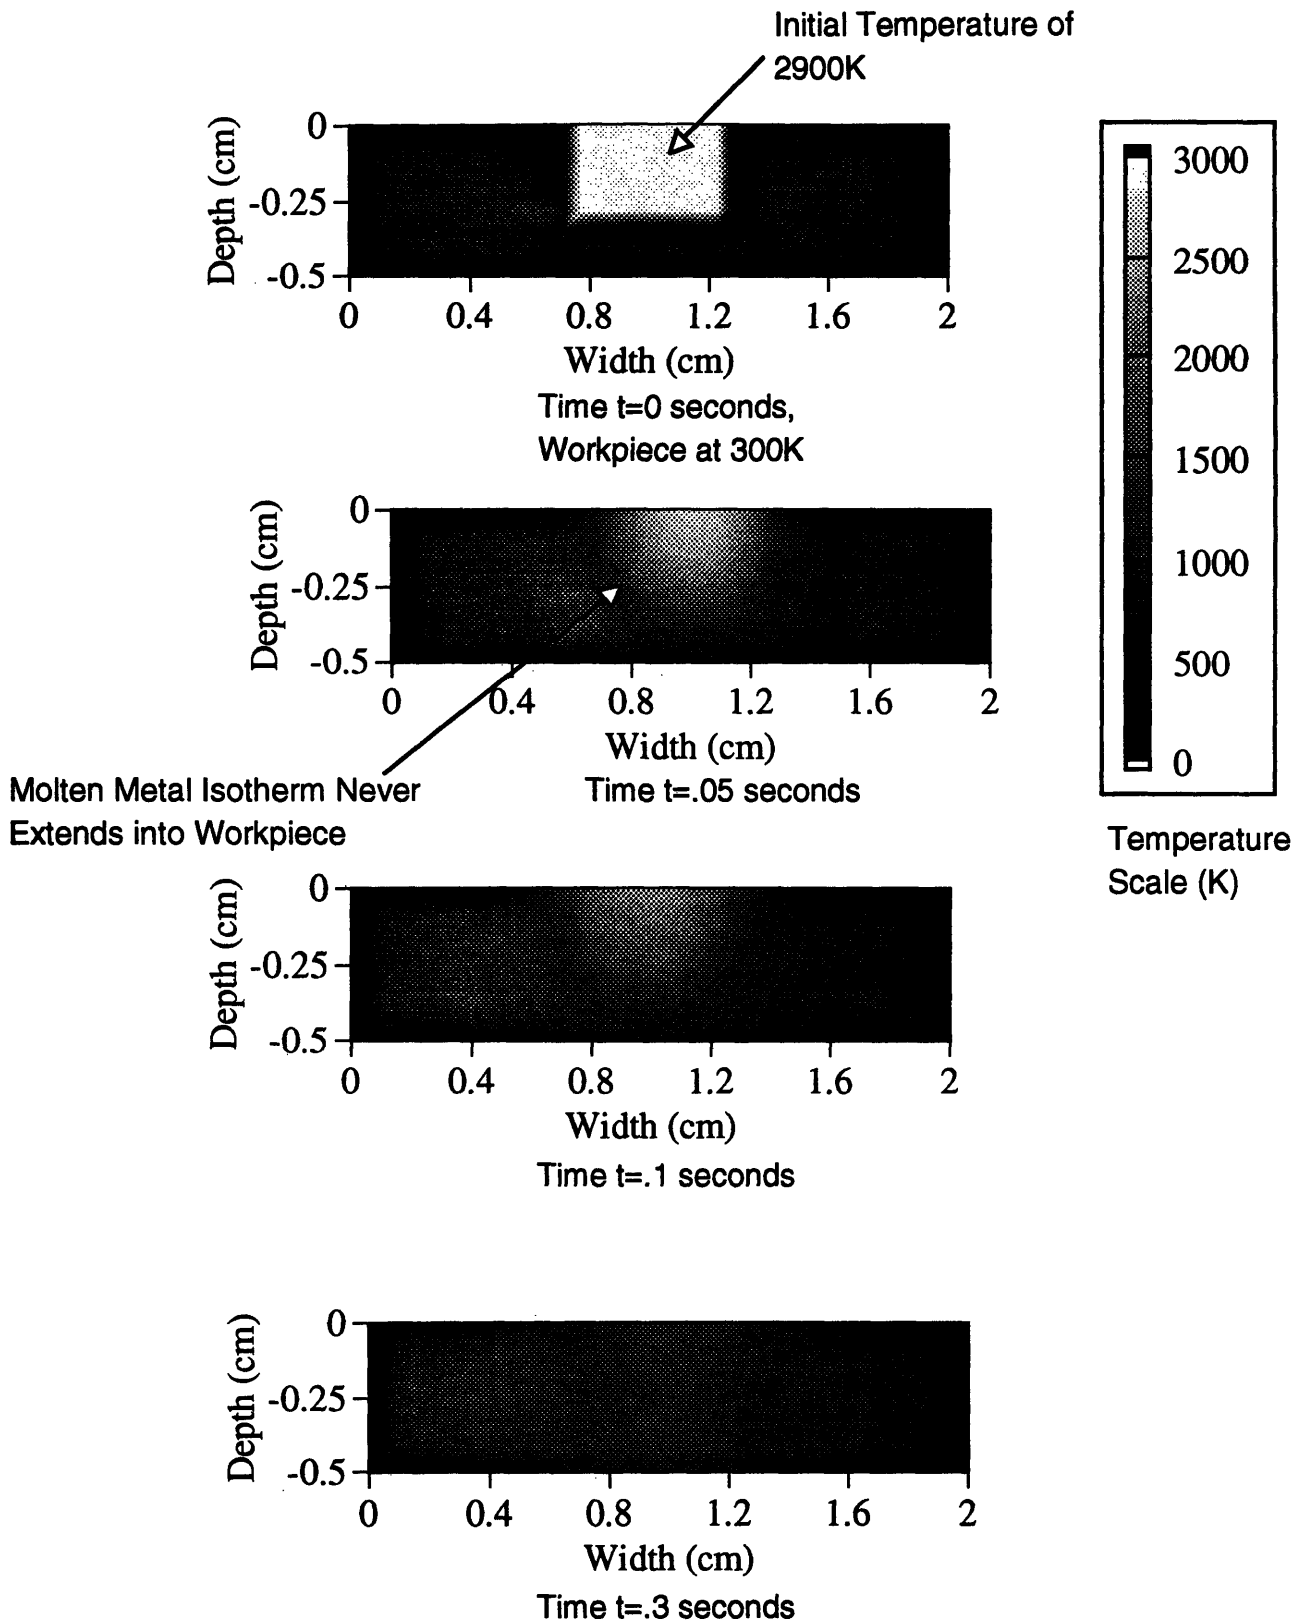 Initial Temperature of
2900K
0
-0.25
-0.5
Depth (cm)
0 0.4 0.8 1.2 1.6 2
Width (cm)
Time t=0 seconds,
Workpiece at 300K
3000
2500
2000
1500
1000
500
0
Temperature
Scale (K)
0
-0.25
-0.5
Depth (cm)
0 0.4 0.8 1.2 1.6 2
Width (cm)
Time t=.05 seconds
Molten Metal Isotherm Never
Extends into Workpiece
0
-0.25
-0.5
Depth (cm)
0 0.4 0.8 1.2 1.6 2
Width (cm)
Time t=.1 seconds
0
-0.25
-0.5
Depth (cm)
0 0.4 0.8 1.2 1.6 2
Width (cm)
Time t=.3 seconds